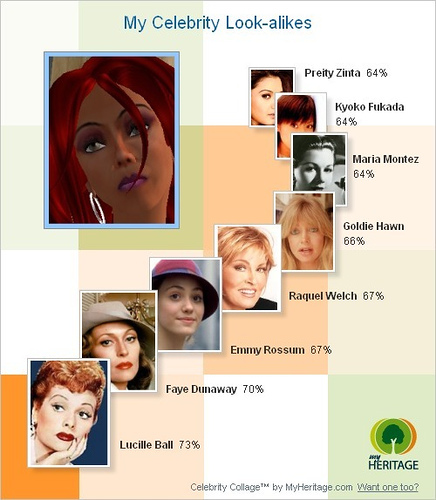 My Celebrity Look-alikes
Preity Zinta 64%
Kyoko Fukada
64%
Maria Montez
64%
Goldie Hawn
66%
Raquel Welch 67%
Emmy Rossum 67%
Faye Dunaway 70%
Lucille Ball 73%
my
HERITAGE
Celebrity Collage™ by MyHeritage.com Want one too?